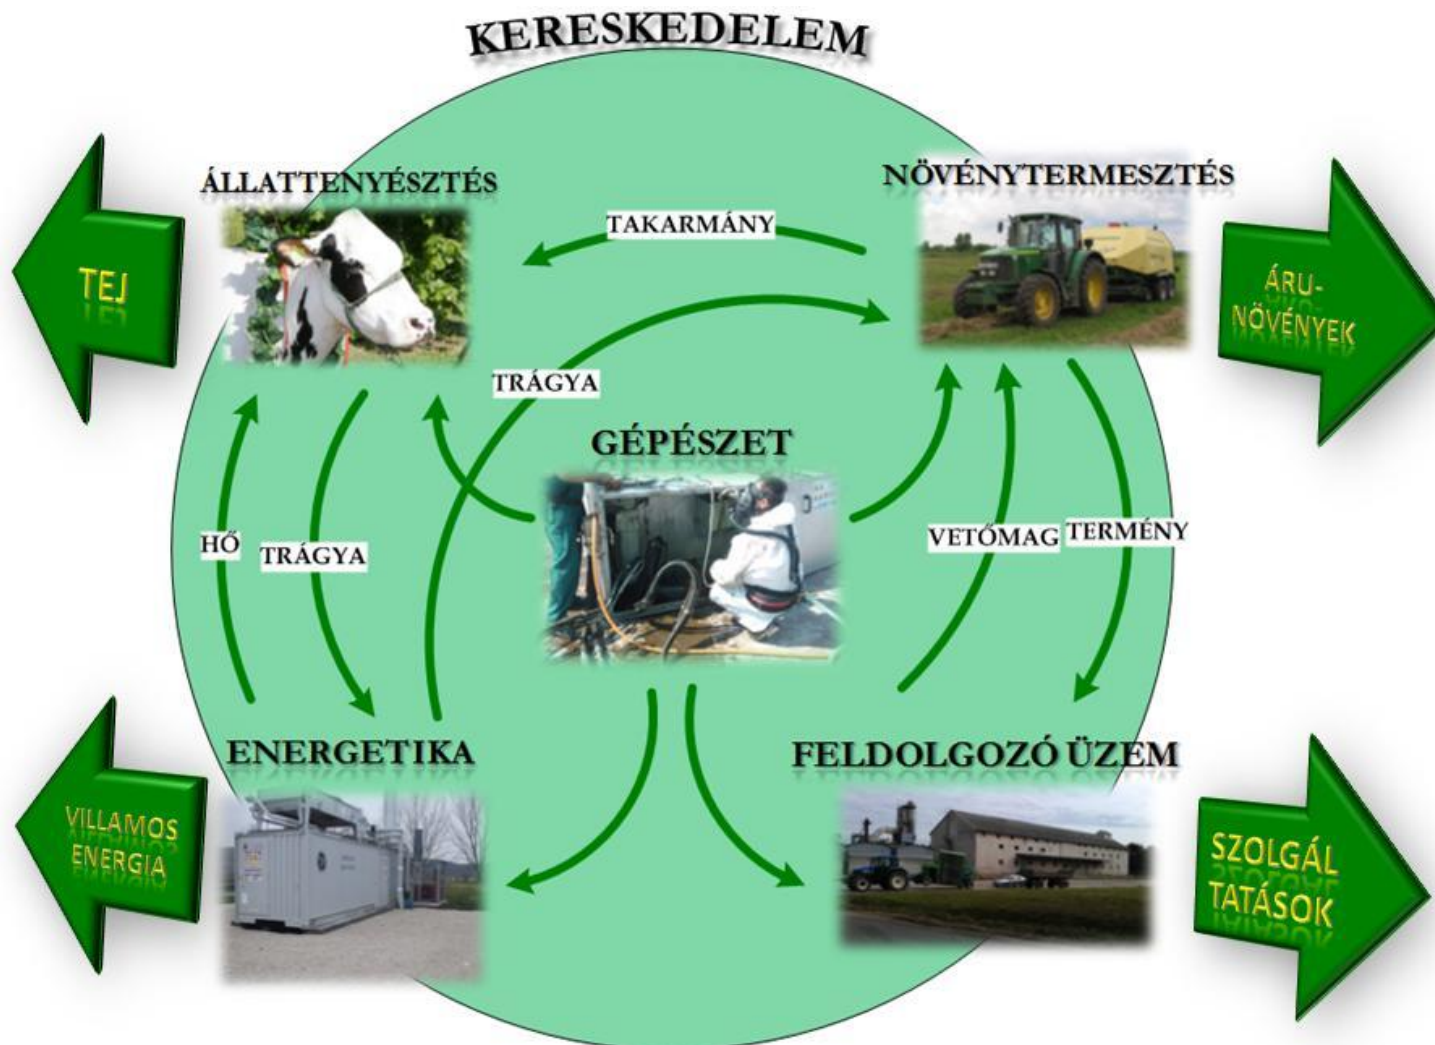 KERESKEDELEM
ÁLLATTENYÉSZTÉS
NÖVÉNYTERMESZTÉS
TAKARMÁNY
TEJ
ÁRU-
NÖVÉNYEK
TRÁGYA
GÉPÉSZET
HŐ
TRÁGYA
VETŐMAG
TERMÉNY
ENERGETIKA
FELDOLGOZÓ ÜZEM
VILLAMOS
ENERGIA
SZOLGÁL
TATÁSOK